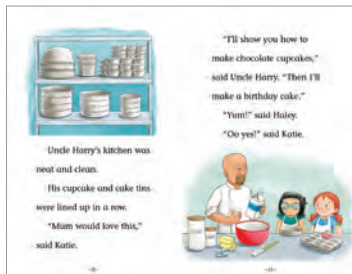 Uncle Harry's kitchen was
neat and clean.
His cupcake and cake tins
were lined up in a row.
"Mum would love this,"
said Katie.
"I'll show you how to
make chocolate cupcakes,"
said Uncle Harry. "Then I'll
make a birthday cake."
"Yum!" said Haley.
"Oo yes!" said Katie.